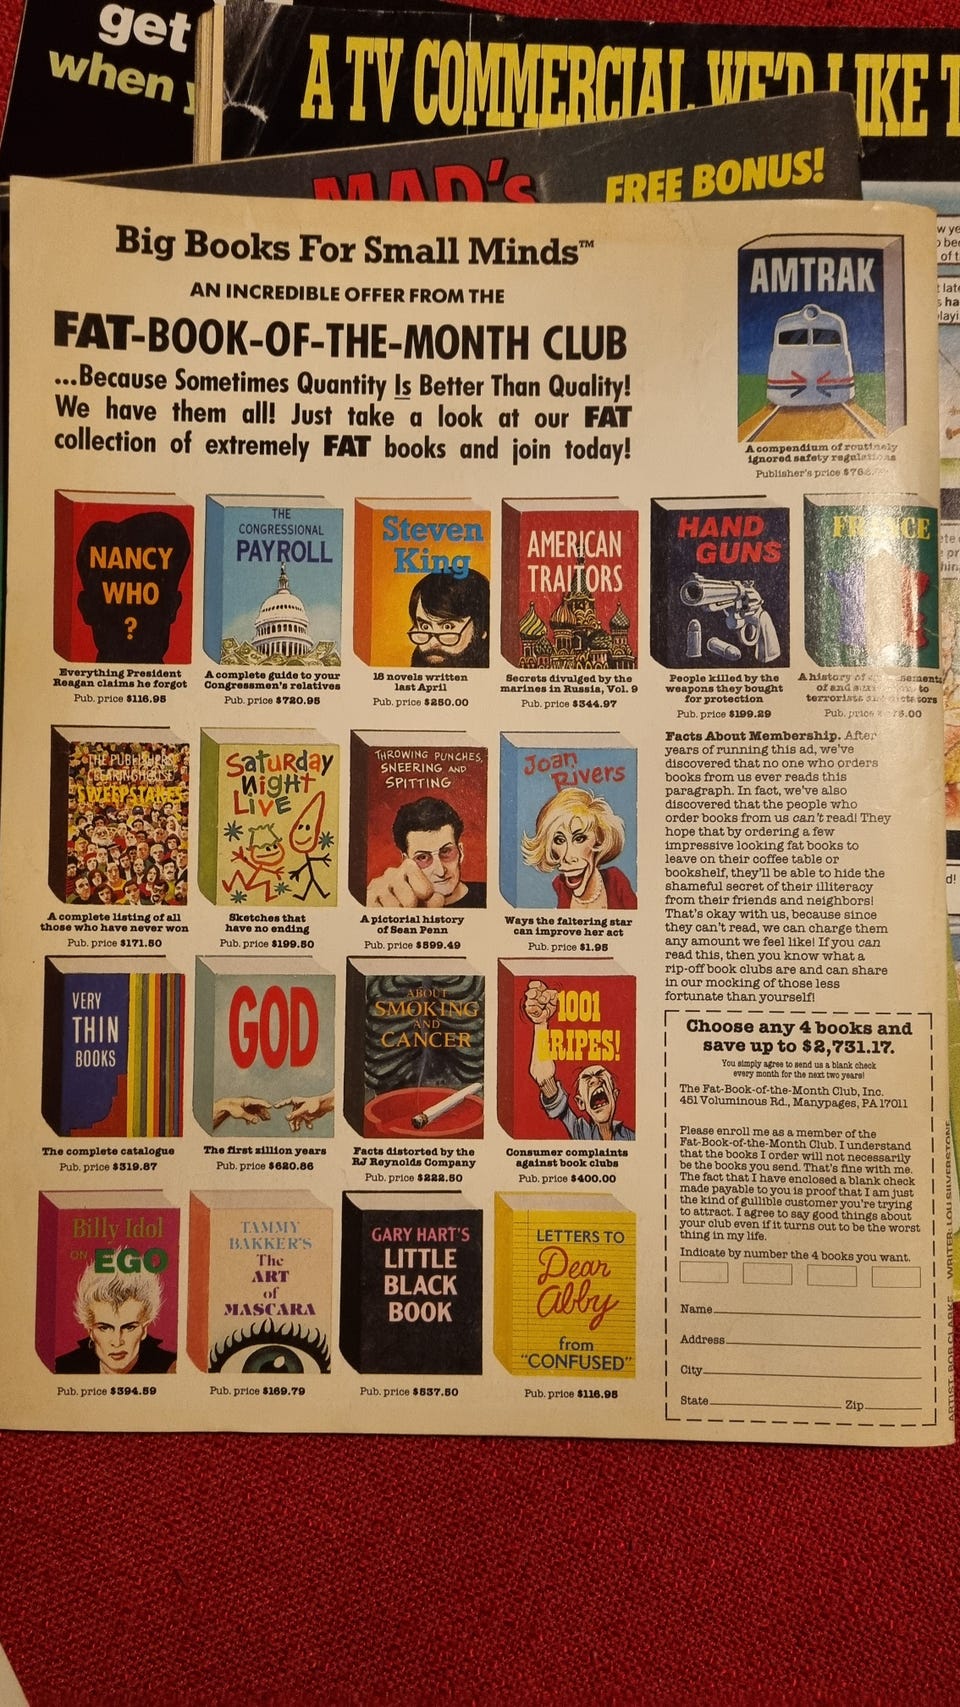 get
when
A TV COMMERCIAL WE'D LIKE
MAD's
FREE BONUS!
Big Books For Small Minds™
AN INCREDIBLE OFFER FROM THE
FAT-BOOK-OF-THE-MONTH CLUB
...Because Sometimes Quantity Is Better Than Quality!
We have them all! Just take a look at our FAT
collection of extremely FAT books and join today!
AMTRAK
A compendium of routinely
ignored safety regulations
Publisher's price
NANCY
WHO
?
Everything President
Reagan claims he forgot
Pub. price $116.95
THE
CONGRESSIONAL
PAYROLL
A complete guide to your
Congressmen's relatives
Pub. price $720.95
Steven
King
18 novels written
last April
Pub. price $250.00
AMERICAN
TRAITORS
Secrets divulged by the
marines in Russia, Vol. 9
Pub. price $344.97
HAND
GUNS
People killed by the
weapons they bought
for protection
Pub. price $199.29
FRANCE
A history of
of and to
terrorists
Pub. price
THE PUBLISHERS
CLEARINGHOUSE
SWEEPSTAKES
A complete listing of all
those who have never won
Pub. price $171.50
Saturday
Night
Live
Sketches that
have no ending
Pub. price $199.50
THROWING PUNCHES,
SNEERING AND
SPITTING
A pictorial history
of Sean Penn
Pub. price $599.49
Joan
Rivers
Ways the faltering star
can improve her act
Pub. price $1.95
VERY
THIN
BOOKS
The complete catalogue
Pub. price $319.87
GOD
The first zillion years
Pub. price $620.86
ABOUT
SMOKING
AND
CANCER
Facts distorted by the
RJ Reynolds Company
Pub. price $222.50
1001
GRIPES!
Consumer complaints
against book clubs
Pub. price $400.00
Billy Idol
ON EGO
Pub. price $394.59
TAMMY
BAKKER'S
The
ART
of
MASCARA
Pub. price $169.79
GARY HART'S
LITTLE
BLACK
BOOK
Pub. price $537.50
LETTERS TO
Dear
Abby
from
"CONFUSED"
Pub. price $116.95
Facts About Membership. After
years of running this ad, we've
discovered that no one who orders
books from us ever reads this
paragraph. In fact, we've also
discovered that the people who
order books from us can't read! They
hope that by ordering a few
impressive looking fat books to
leave on their coffee table or
bookshelf, they'll be able to hide the
shameful secret of their illiteracy
from their friends and neighbors!
That's okay with us, because since
they can't read, we can charge them
any amount we feel like! If you can
read this, then you know what a
rip-off book clubs are and can share
in our mocking of those less
fortunate than yourself!
Choose any 4 books and
save up to $2,731.17.
You simply agree to send us a blank check
every month for the next two years!
The Fat-Book-of-the-Month Club, Inc.
451 Voluminous Rd., Manypages, PA 17011
Please enroll me as a member of the
Fat-Book-of-the-Month Club. I understand
that the books I order will not necessarily
be the books you send. That's fine with me.
The fact that I have enclosed a blank check
made payable to you is proof that I am just
the kind of gullible customer you're trying
to attract. I agree to say good things about
your club even if it turns out to be the worst
thing in my life.
Indicate by number the 4 books you want.
Name
Address
City
State Zip
ARTIST: BOB CLARKE WRITER: LOU SILVERSTONE